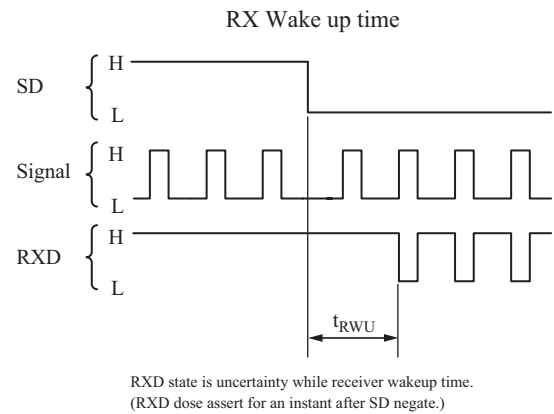 RX Wake up time
SD
H
L
Signal
H
L
RXD
H
L
tRWU
RXD state is uncertainty while receiver wakeup time.
(RXD dose assert for an instant after SD negate.)